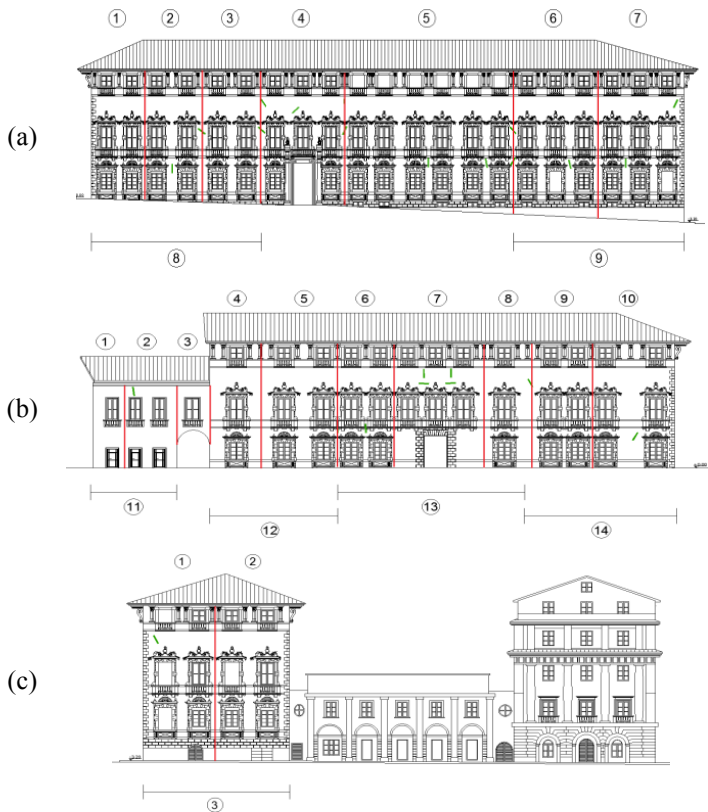 ① ② ③ ④ ⑤ ⑥ ⑦
(a)
⑧ ⑨
④ ⑤ ⑥ ⑦ ⑧ ⑨ ⑩
① ② ③
(b)
⑪ ⑫ ⑬ ⑭
① ②
(c)
③